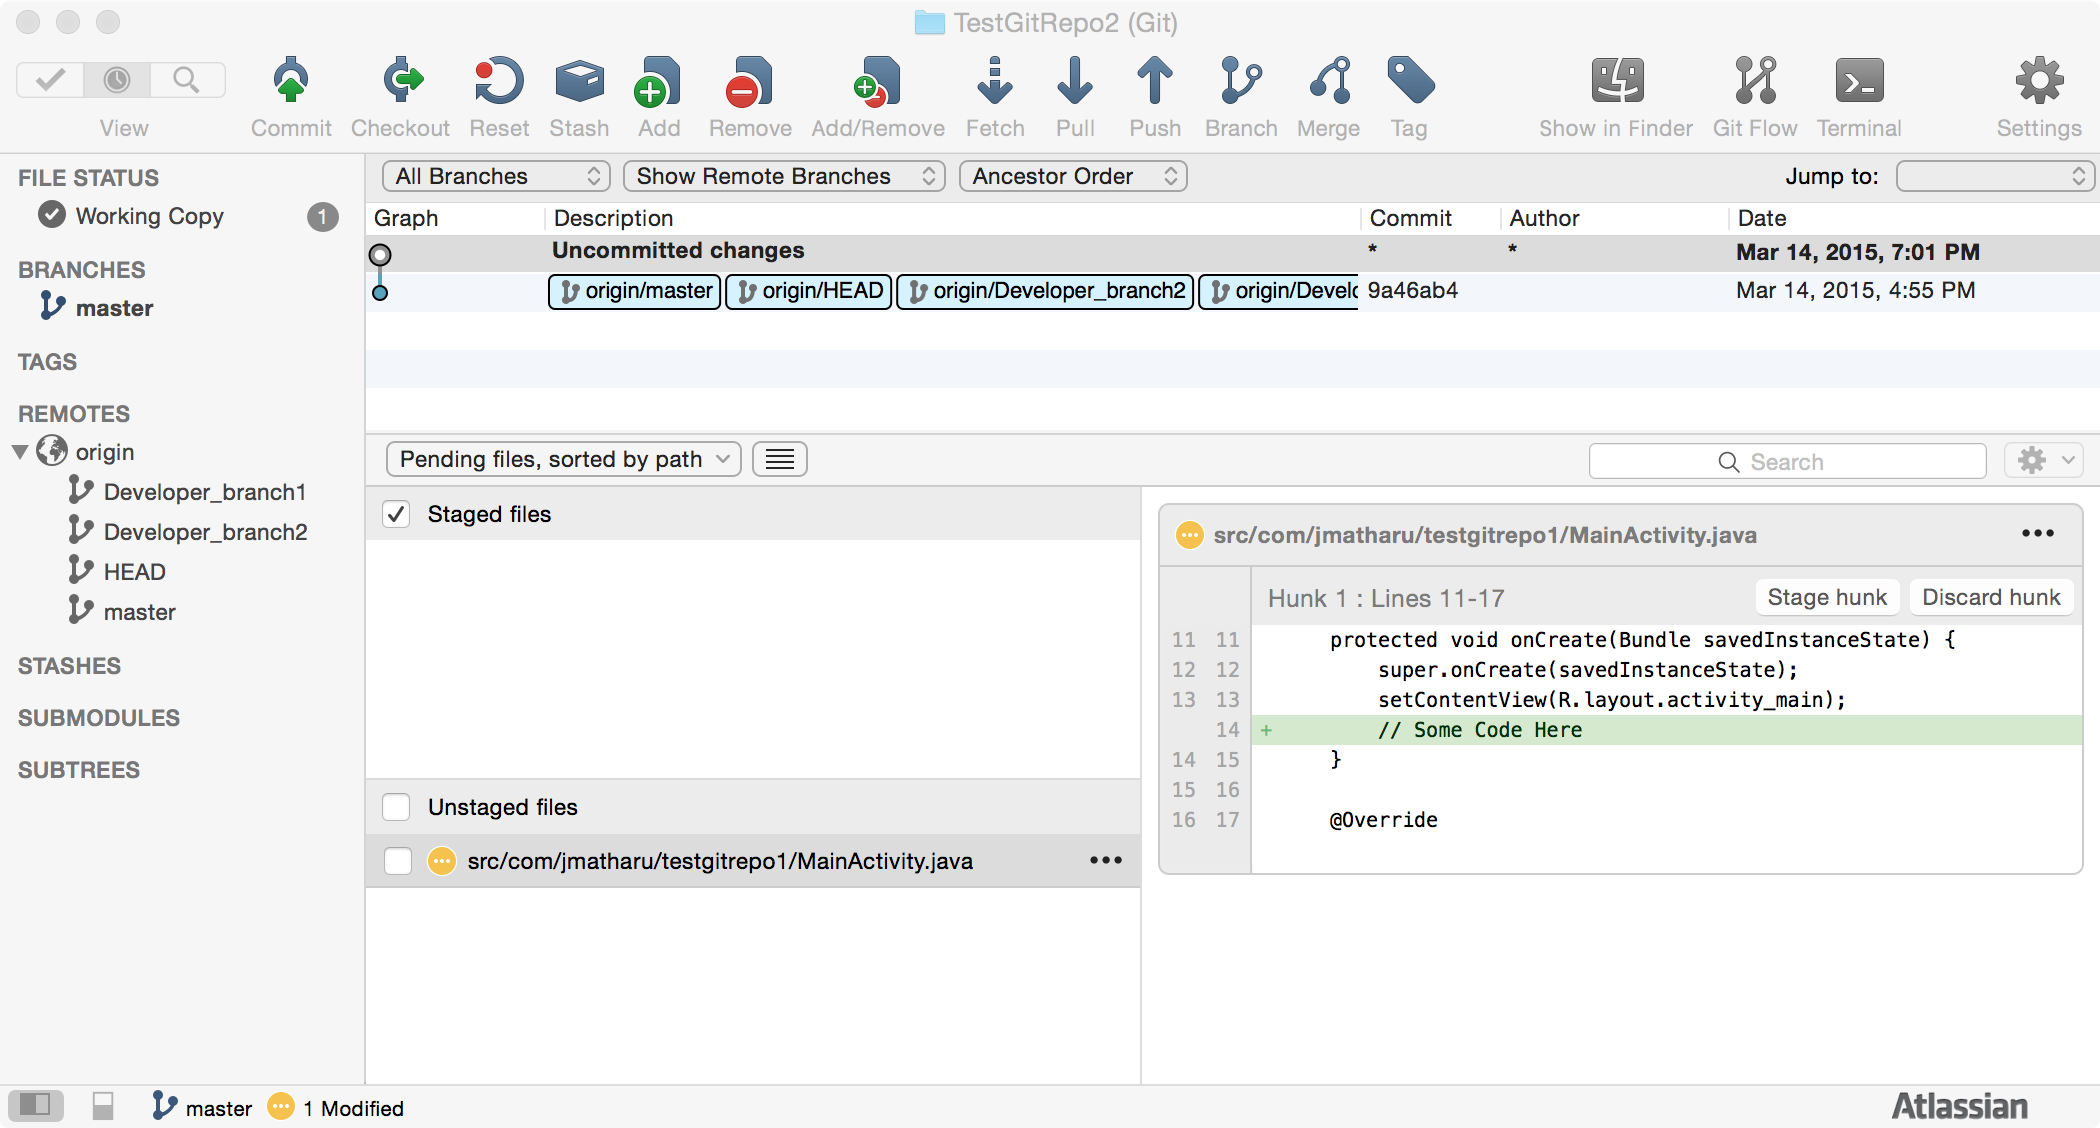 TestGitRepo2 (Git)
View Commit Checkout Reset Stash Add Remove Add/Remove Fetch Pull Push Branch Merge Tag Show in Finder Git Flow Terminal Settings
FILE STATUS
Working Copy 1
BRANCHES
master
TAGS
REMOTES
origin
Developer_branch1
Developer_branch2
HEAD
master
STASHES
SUBMODULES
SUBTREES
All Branches Show Remote Branches Ancestor Order Jump to:
Graph Description Commit Author Date
Uncommitted changes * * Mar 14, 2015, 7:01 PM
origin/master origin/HEAD origin/Developer_branch2 origin/Develo 9a46ab4 Mar 14, 2015, 4:55 PM
Pending files, sorted by path Search
Staged files
Unstaged files
src/com/jmatharu/testgitrepo1/MainActivity.java
src/com/jmatharu/testgitrepo1/MainActivity.java
Hunk 1 : Lines 11-17 Stage hunk Discard hunk
11 11 protected void onCreate(Bundle savedInstanceState) {
12 12 super.onCreate(savedInstanceState);
13 13 setContentView(R.layout.activity_main);
14 + // Some Code Here
14 15 }
15 16
16 17 @Override
master 1 Modified Atlassian